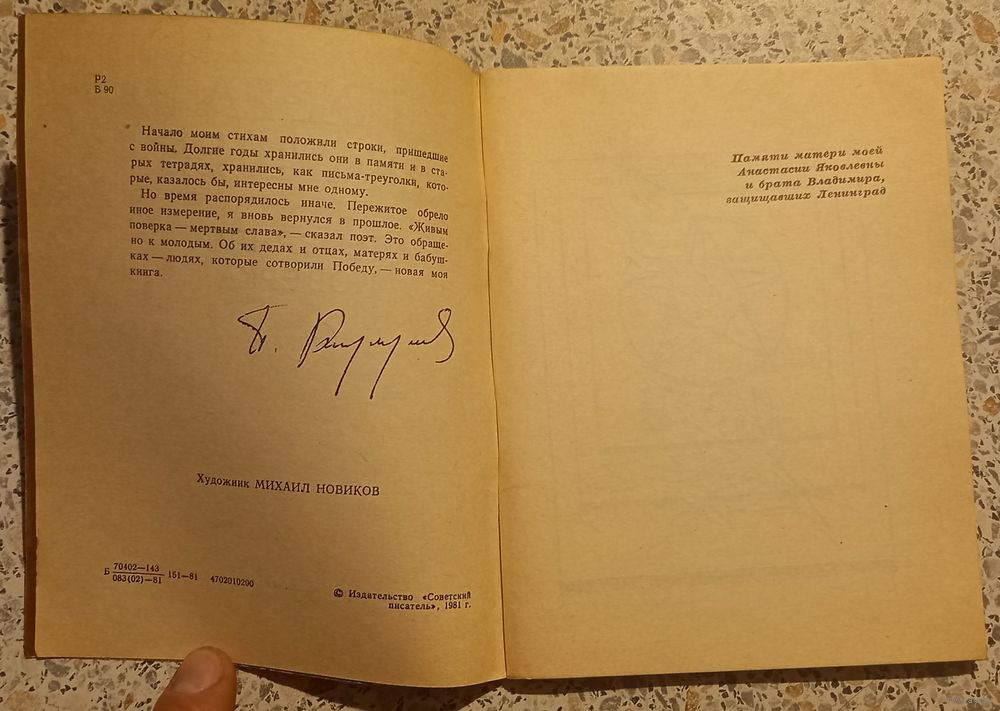 Р2
Б 90
Начало моим стихам положили строки, пришедшие
с войны. Долгие годы хранились они в памяти и в ста-
рых тетрадях, хранились, как письма-треуголки, кото-
рые, казалось бы, интересны мне одному.
Но время распорядилось иначе. Пережитое обрело
иное измерение, я вновь вернулся в прошлое. «Живым
поверка — мертвым слава», — сказал поэт. Это обраще-
но к молодым. Об их дедах и отцах, матерях и бабуш-
ках — людях, которые сотворили Победу, — новая моя
книга.
Художник МИХАИЛ НОВИКОВ
Б 70402—143
083(02)—81 151—81 4702010200
© Издательство «Советский
писатель», 1981 г.
Памяти матери моей
Анастасии Яковлевны
и брата Владимира,
защищавших Ленинград